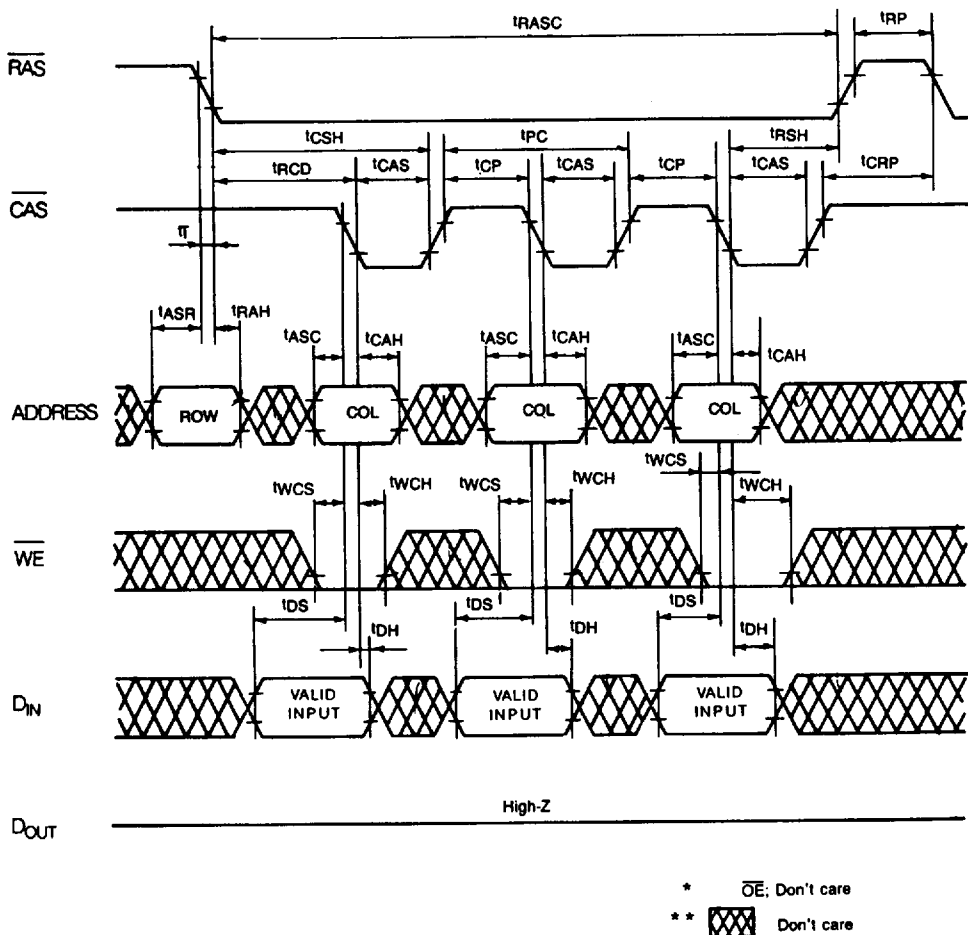 tRASC tRP
RAS
tCSH tPC tRSH
tRCD tCAS tCP tCAS tCP tCAS tCRP
CAS
tT
tASR tRAH tASC tCAH tASC tCAH tASC tCAH
ADDRESS ROW COL COL COL
tWCS tWCH tWCS tWCH tWCS tWCH
WE
tDS tDH tDS tDH tDS tDH
DIN VALID INPUT VALID INPUT VALID INPUT
High-Z
DOUT
* OE; Don't care
** Don't care